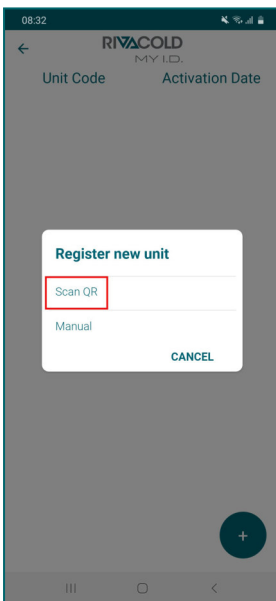 08:32
RIVACOLD
MY I.D.
Unit Code Activation Date
Register new unit
Scan QR
Manual
CANCEL
+